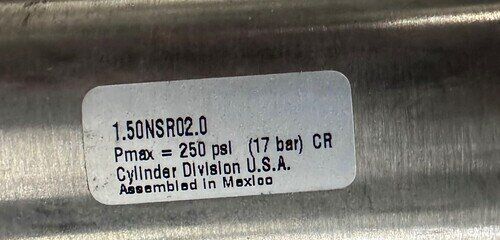 1.50NSR02.0
Pmax = 250 psi (17 bar) CR
Cylinder Division U.S.A.
Assembled in Mexico